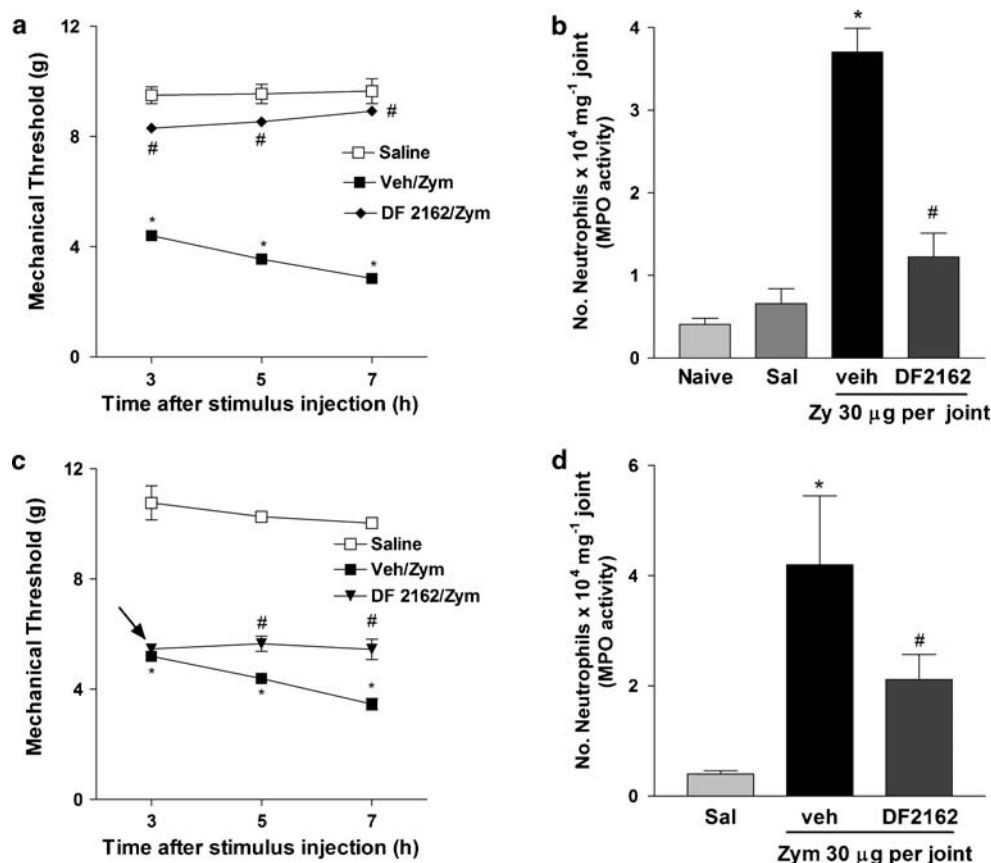 a
Mechanical Threshold (g)
12
8
4
0
#
#
#
*
*
*
Saline
Veh/Zym
DF 2162/Zym
3
5
7
Time after stimulus injection (h)
b
No. Neutrophils x 10⁴ mg⁻¹ joint
(MPO activity)
4
3
2
1
0
*
#
Naive
Sal
veih
DF2162
Zy 30 μg per joint
c
Mechanical Threshold (g)
12
8
4
0
Saline
Veh/Zym
DF 2162/Zym
#
#
*
*
*
3
5
7
Time after stimulus injection (h)
d
No. Neutrophils x 10⁴ mg⁻¹ joint
(MPO activity)
6
4
2
0
*
#
Sal
veh
DF2162
Zym 30 μg per joint